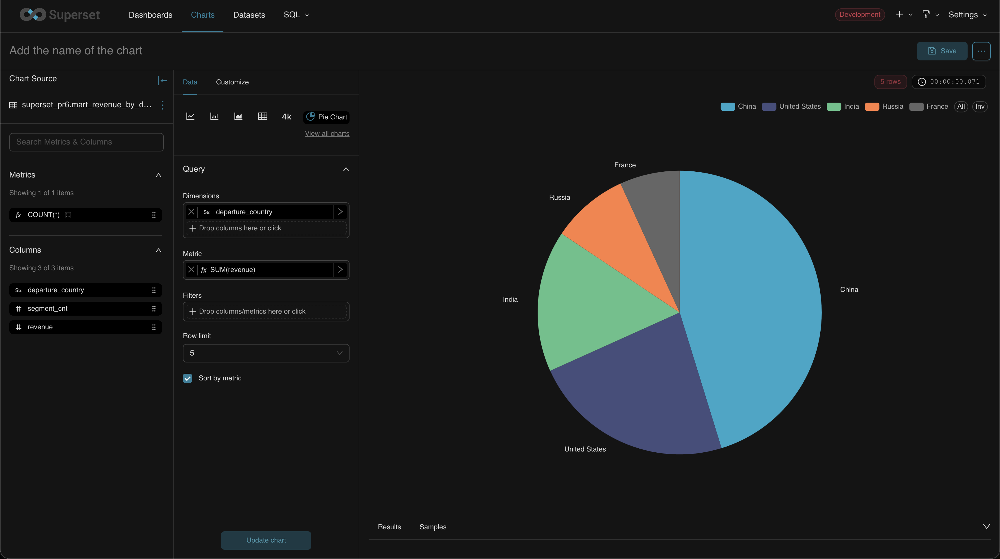 Superset
Dashboards
Charts
Datasets
SQL
Development
Settings
Add the name of the chart
Save
Chart Source
superset_pr6.mart_revenue_by_d...
Search Metrics & Columns
Metrics
Showing 1 of 1 items
fx COUNT(*)
Columns
Showing 3 of 3 items
Str. departure_country
# segment_cnt
# revenue
Data
Customize
4k
Pie Chart
View all charts
Query
Dimensions
Str. departure_country
Drop columns here or click
Metric
fx SUM(revenue)
Filters
Drop columns/metrics here or click
Row limit
5
Sort by metric
Update chart
5 rows
00:00:00.071
China
United States
India
Russia
France
All
Inv
France
Russia
China
India
United States
Results
Samples